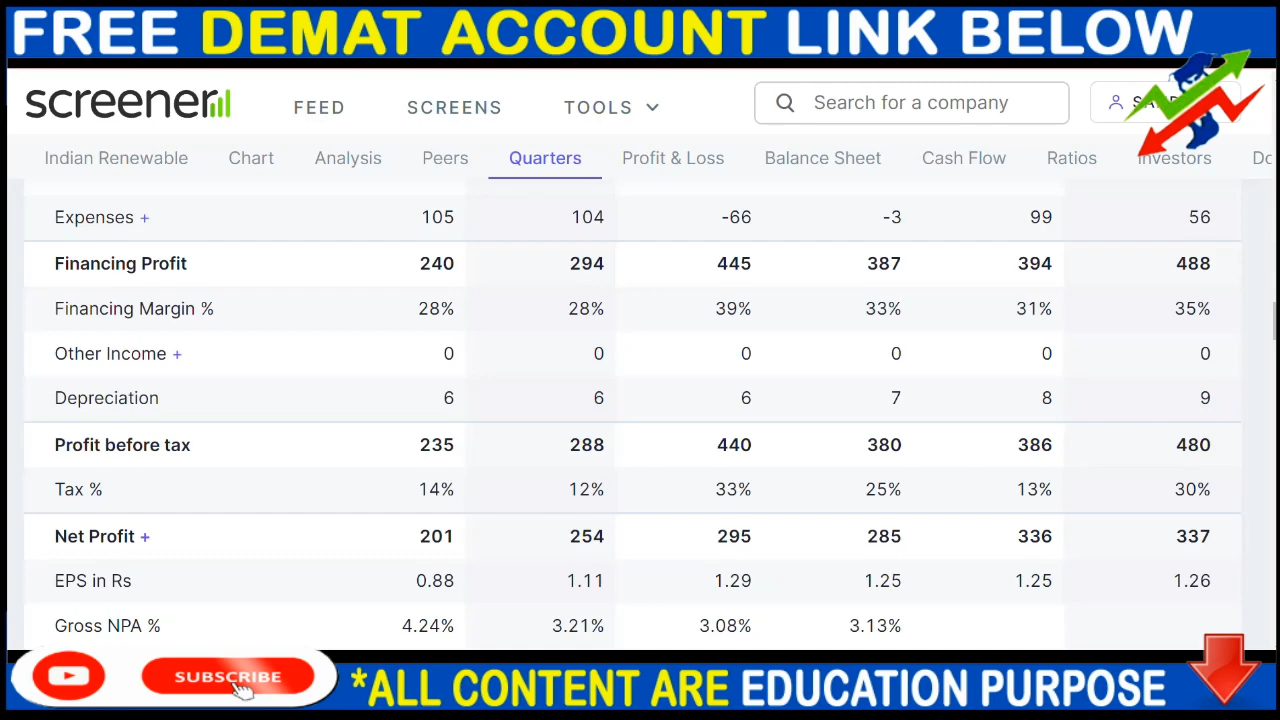 FREE DEMAT ACCOUNT LINK BELOW
screener
FEED SCREENS TOOLS Search for a company
Indian Renewable Chart Analysis Peers Quarters Profit & Loss Balance Sheet Cash Flow Ratios Investors
Expenses + 105 104 -66 -3 99 56
Financing Profit 240 294 445 387 394 488
Financing Margin % 28% 28% 39% 33% 31% 35%
Other Income + 0 0 0 0 0 0
Depreciation 6 6 6 7 8 9
Profit before tax 235 288 440 380 386 480
Tax % 14% 12% 33% 25% 13% 30%
Net Profit + 201 254 295 285 336 337
EPS in Rs 0.88 1.11 1.29 1.25 1.25 1.26
Gross NPA % 4.24% 3.21% 3.08% 3.13%
SUBSCRIBE
*ALL CONTENT ARE EDUCATION PURPOSE